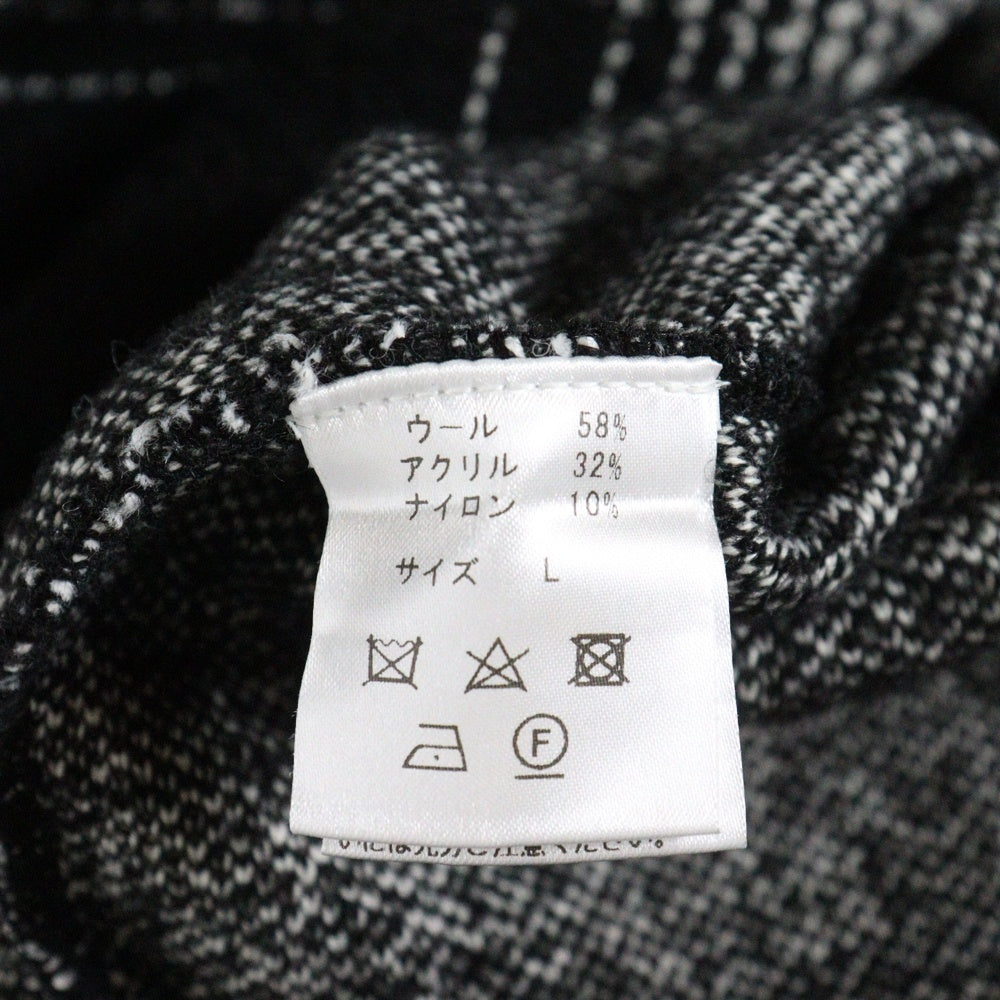 ウール 58%
アクリル 32%
ナイロン 10%
サイズ L
F